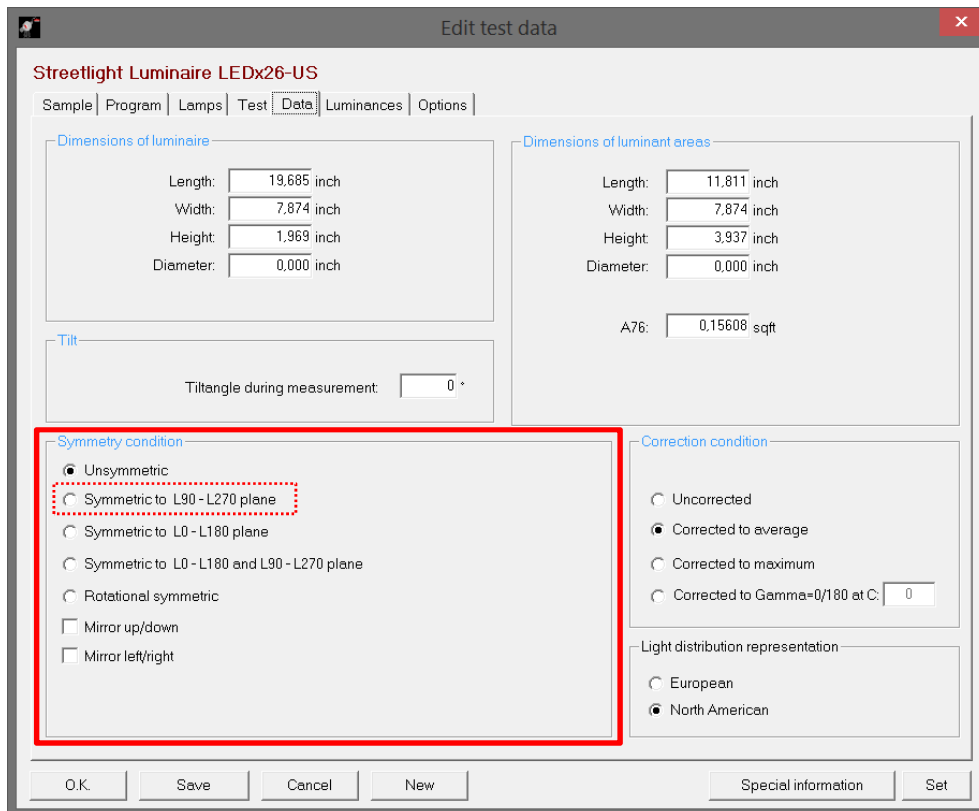 Edit test data
Streetlight Luminaire LEDx26-US
Sample Program Lamps Test Data Luminances Options
Dimensions of luminaire
Length: 19,685 inch
Width: 7,874 inch
Height: 1,969 inch
Diameter: 0,000 inch
Dimensions of luminant areas
Length: 11,811 inch
Width: 7,874 inch
Height: 3,937 inch
Diameter: 0,000 inch
A76: 0,15608 sqft
Tilt
Tiltangle during measurement: 0 °
Symmetry condition
Unsymmetric
Symmetric to L90 - L270 plane
Symmetric to L0 - L180 plane
Symmetric to L0 - L180 and L90 - L270 plane
Rotational symmetric
Mirror up/down
Mirror left/right
Correction condition
Uncorrected
Corrected to average
Corrected to maximum
Corrected to Gamma=0/180 at C: 0
Light distribution representation
European
North American
O.K. Save Cancel New Special information Set